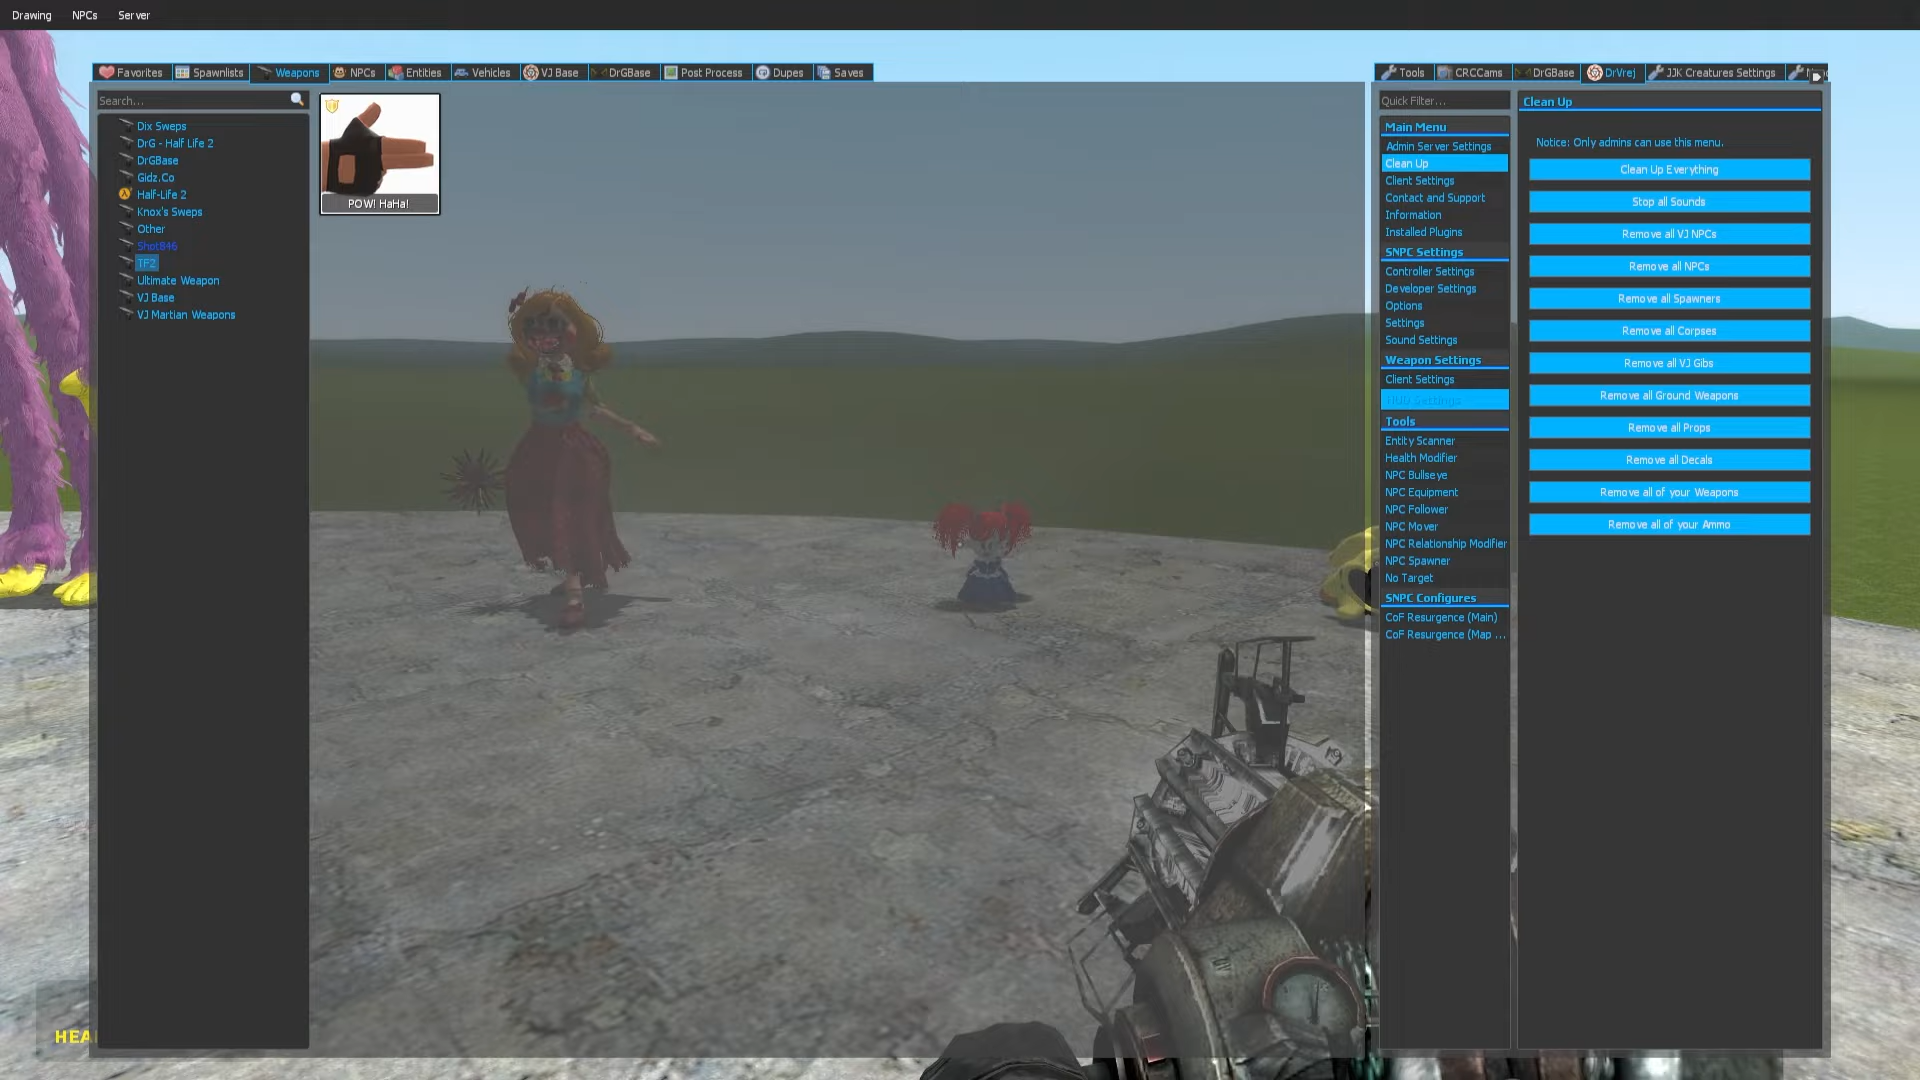 Drawing NPCs Server
Favorites Spawnlists Weapons NPCs Entities Vehicles VJ Base DrGBase Post Process Dupes Saves
Search...
Dix Sweps
DrG - Half Life 2
DrGBase
Gidz.Co
Half-Life 2
Knox's Sweps
Other
Shot846
TF2
Ultimate Weapon
VJ Base
VJ Martian Weapons
POW! HaHa!
HEA
Tools CRCCams DrGBase DrVrej JJK Creatures Settings
Quick Filter...
Main Menu
Admin Server Settings
Clean Up
Client Settings
Contact and Support
Information
Installed Plugins
SNPC Settings
Controller Settings
Developer Settings
Options
Settings
Sound Settings
Weapon Settings
Client Settings
HUD Settings
Tools
Entity Scanner
Health Modifier
NPC Bullseye
NPC Equipment
NPC Follower
NPC Mover
NPC Relationship Modifier
NPC Spawner
No Target
SNPC Configures
CoF Resurgence (Main)
CoF Resurgence (Map ...
Clean Up
Notice: Only admins can use this menu.
Clean Up Everything
Stop all Sounds
Remove all VJ NPCs
Remove all NPCs
Remove all Spawners
Remove all Corpses
Remove all VJ Gibs
Remove all Ground Weapons
Remove all Props
Remove all Decals
Remove all of your Weapons
Remove all of your Ammo